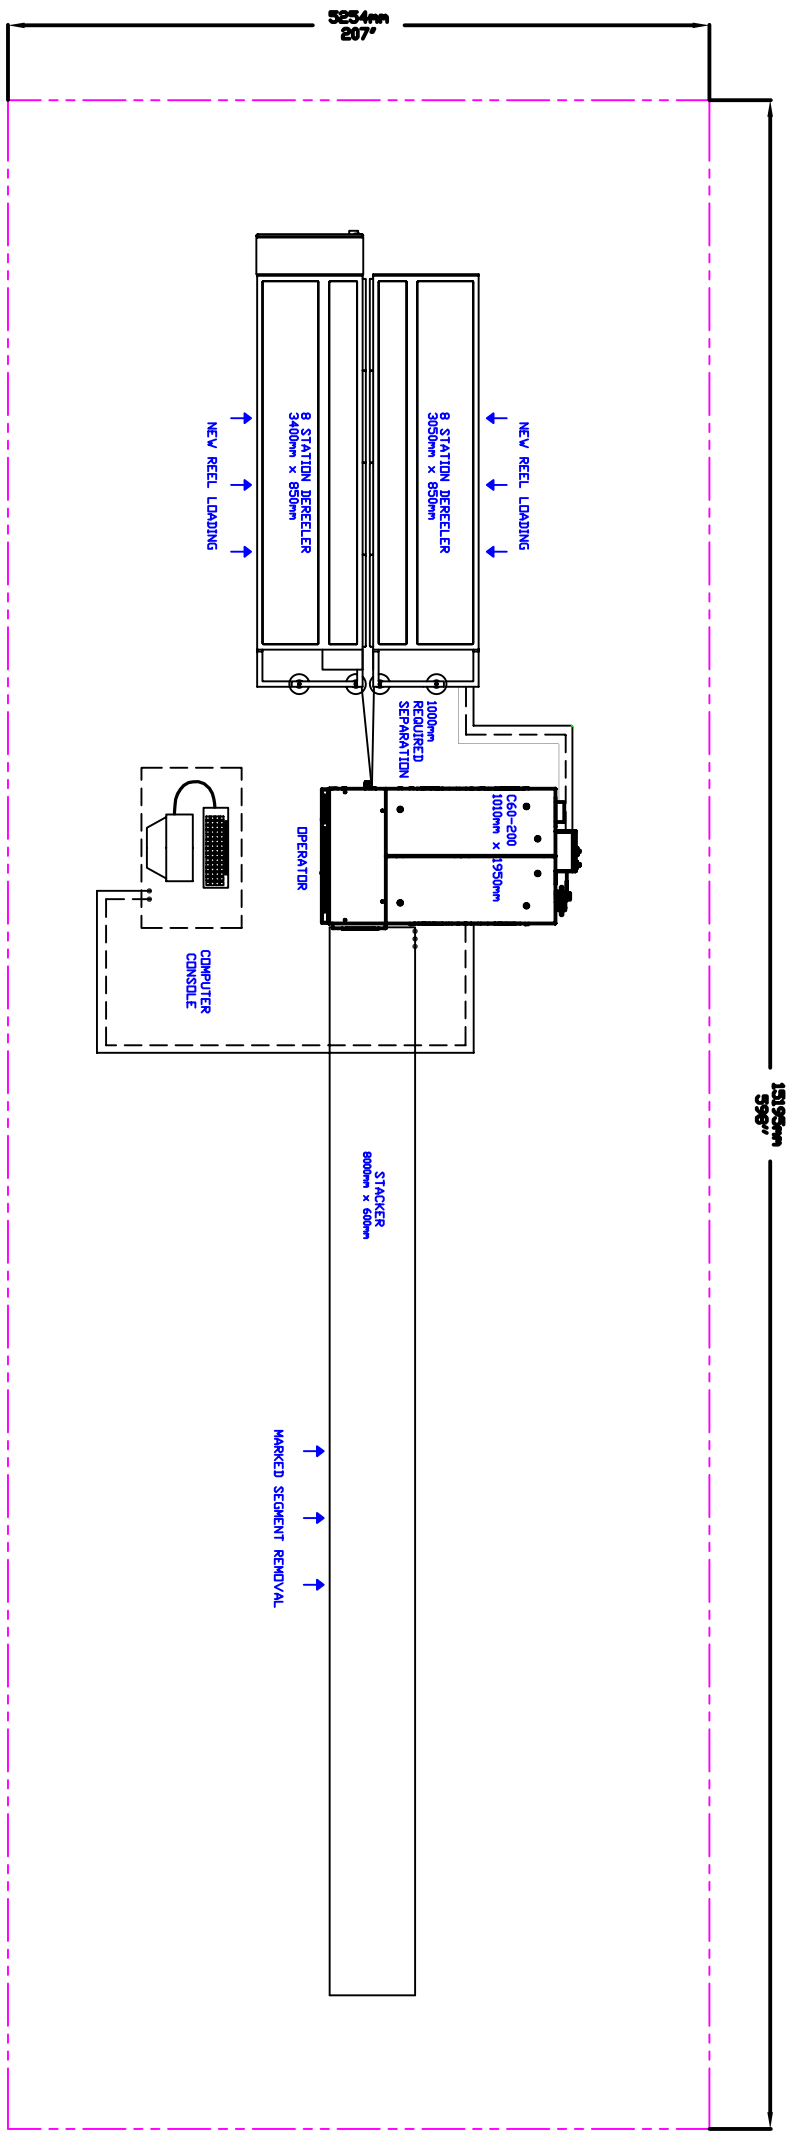 5254mm
207"
15195mm
598"
NEW REEL LOADING
8 STATION DEREELER
3050mm x 850mm
8 STATION DEREELER
3400mm x 850mm
NEW REEL LOADING
1000mm
REQUIRED
SEPARATION
C60-200
1010mm x 1950mm
OPERATOR
COMPUTER
CONSOLE
STACKER
8000mm x 600mm
MARKED SEGMENT REMOVAL